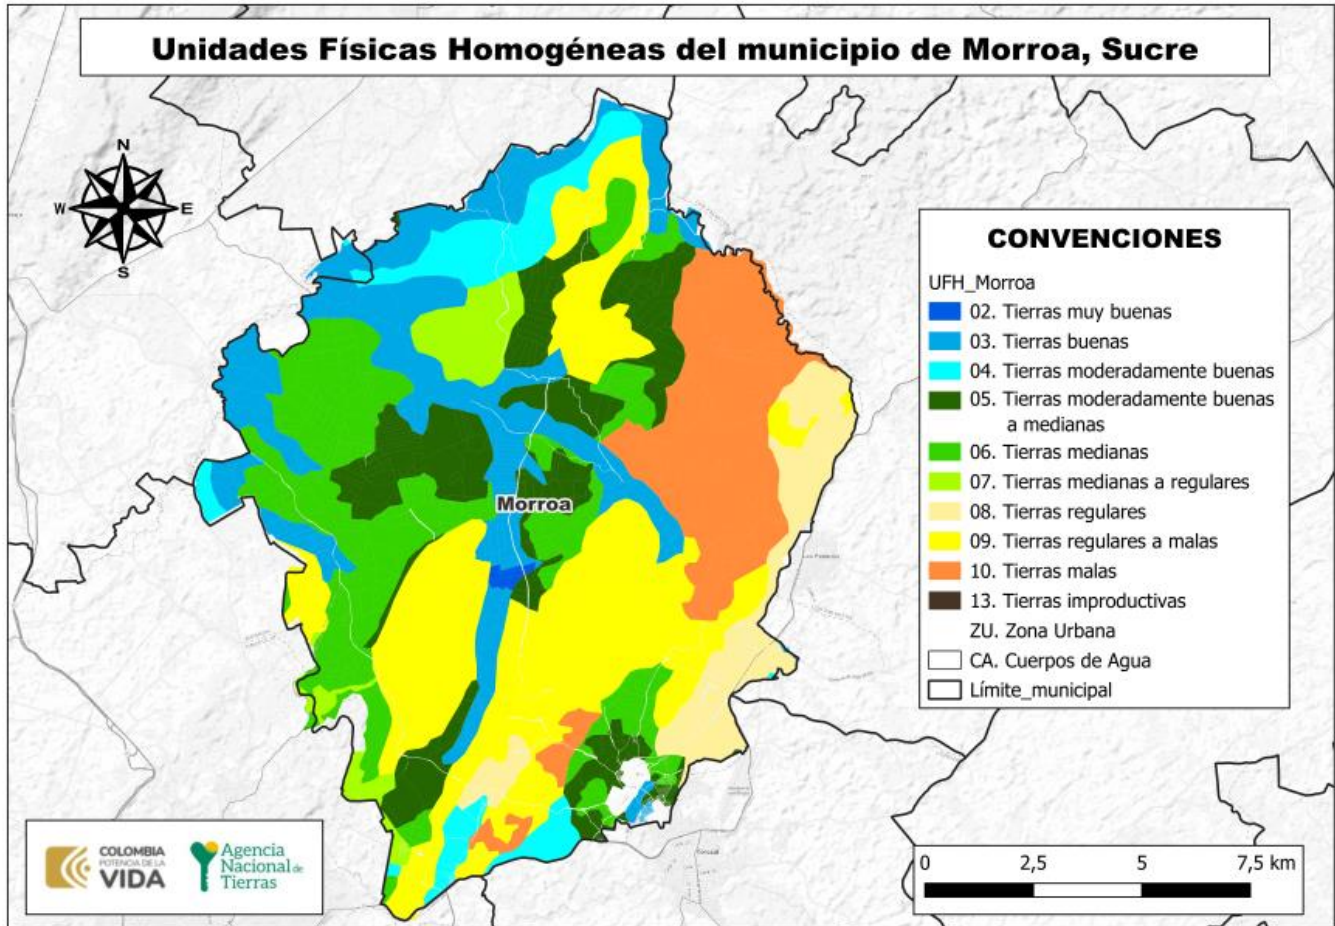 Unidades Físicas Homogéneas del municipio de Morroa, Sucre
N
W E
S
CONVENCIONES
UFH_Morroa
02. Tierras muy buenas
03. Tierras buenas
04. Tierras moderadamente buenas
05. Tierras moderadamente buenas
a medianas
06. Tierras medianas
07. Tierras medianas a regulares
08. Tierras regulares
09. Tierras regulares a malas
10. Tierras malas
13. Tierras improductivas
ZU. Zona Urbana
CA. Cuerpos de Agua
Límite_municipal
Morroa
COLOMBIA
POTENCIA DE LA
VIDA
Agencia
Nacional de
Tierras
0 2,5 5 7,5 km